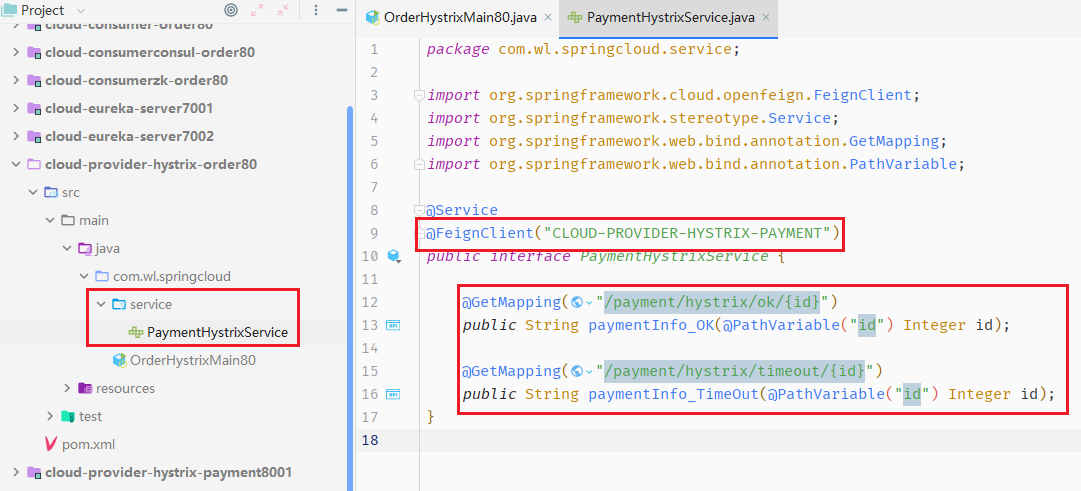 Project
cloud-consumerhystrix-order80
cloud-consumerconsul-order80
cloud-consumerzk-order80
cloud-eureka-server7001
cloud-eureka-server7002
cloud-provider-hystrix-order80
src
main
java
com.wl.springcloud
service
PaymentHystrixService
OrderHystrixMain80
resources
test
pom.xml
cloud-provider-hystrix-payment8001
OrderHystrixMain80.java
PaymentHystrixService.java
1 package com.wl.springcloud.service;
2
3 import org.springframework.cloud.openfeign.FeignClient;
4 import org.springframework.stereotype.Service;
5 import org.springframework.web.bind.annotation.GetMapping;
6 import org.springframework.web.bind.annotation.PathVariable;
7
8 @Service
9 @FeignClient("CLOUD-PROVIDER-HYSTRIX-PAYMENT")
10 public interface PaymentHystrixService {
11
12 @GetMapping("/payment/hystrix/ok/{id}")
13 public String paymentInfo_OK(@PathVariable("id") Integer id);
14
15 @GetMapping("/payment/hystrix/timeout/{id}")
16 public String paymentInfo_TimeOut(@PathVariable("id") Integer id);
17 }
18